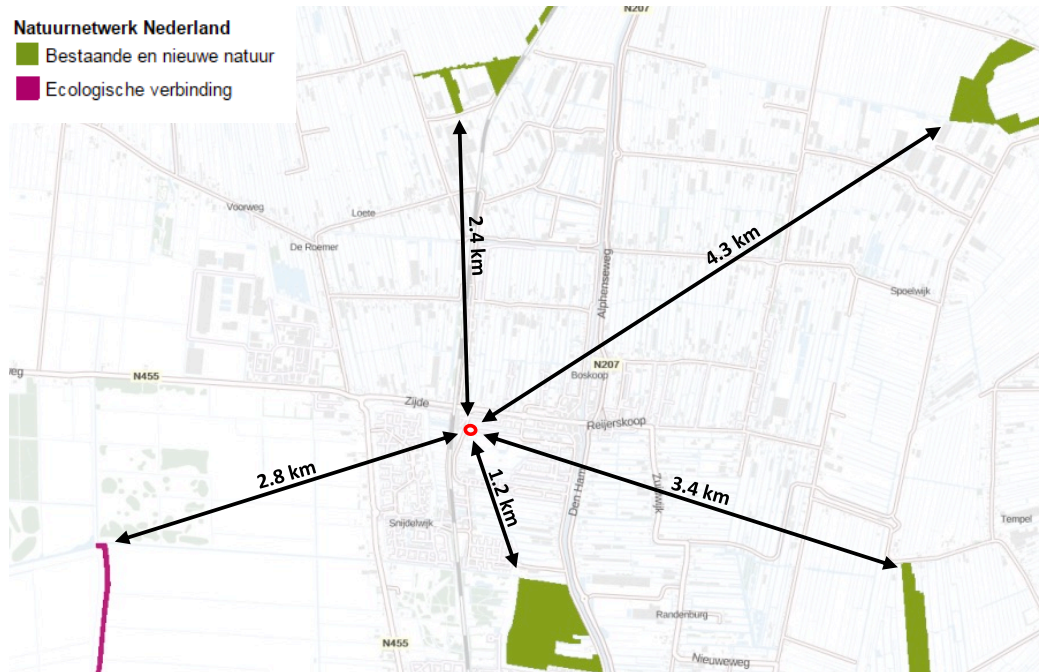 Natuurnetwerk Nederland
Bestaande en nieuwe natuur
Ecologische verbinding
N207
Voorweg
Loete
De Roemer
2.4 km
4.3 km
Alphenseweg
Spoelwijk
N207
Boskoop
eg
N455
Zijde
Reijerskoop
2.8 km
1.2 km
3.4 km
Zuidwijk
Snijdelwijk
Tempel
Randenburg
N455
Nieuweweg